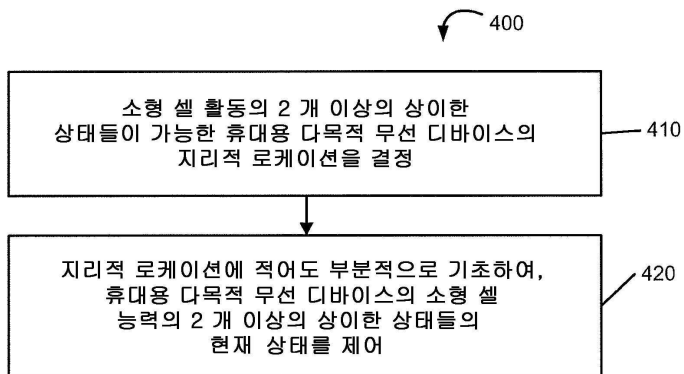 400
소형 셀 활동의 2 개 이상의 상이한
상태들이 가능한 휴대용 다목적 무선 디바이스의
지리적 로케이션을 결정
410
지리적 로케이션에 적어도 부분적으로 기초하여,
휴대용 다목적 무선 디바이스의 소형 셀
능력의 2 개 이상의 상이한 상태들의
현재 상태를 제어
420